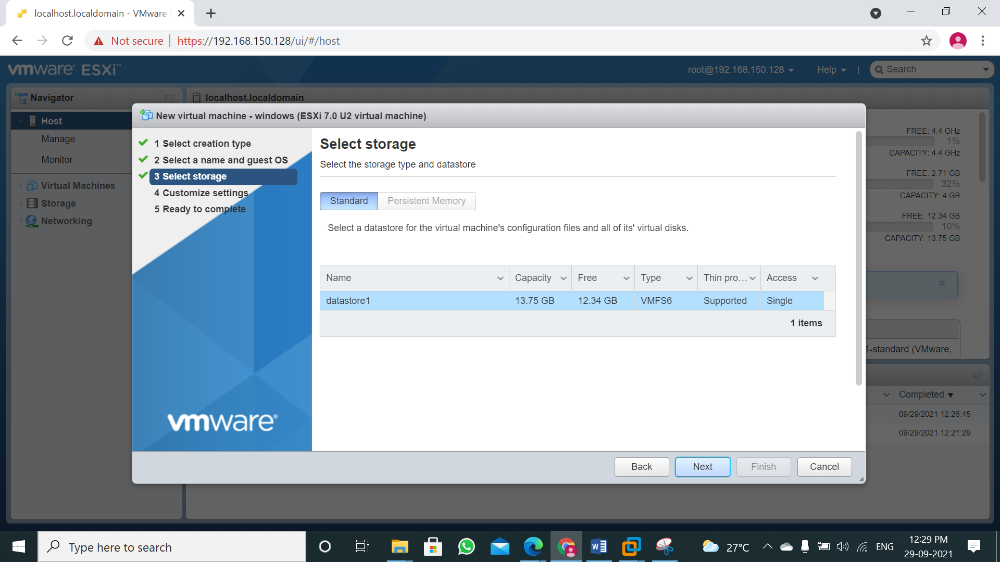 localhost.localdomain - VMware
Not secure
https://192.168.150.128/ui/#/host
vmware® ESXi™
root@192.168.150.128
Help
Search
Navigator
localhost.localdomain
Host
Manage
Monitor
Virtual Machines
Storage
Networking
New virtual machine - windows (ESXi 7.0 U2 virtual machine)
1 Select creation type
2 Select a name and guest OS
3 Select storage
4 Customize settings
5 Ready to complete
vmware®
Select storage
Select the storage type and datastore
Standard
Persistent Memory
Select a datastore for the virtual machine's configuration files and all of its' virtual disks.
Name Capacity Free Type Thin pro... Access
datastore1 13.75 GB 12.34 GB VMFS6 Supported Single
1 items
Back
Next
Finish
Cancel
FREE: 4.4 GHz
1%
CAPACITY: 4.4 GHz
FREE: 2.71 GB
32%
CAPACITY: 4 GB
FREE: 12.34 GB
10%
CAPACITY: 13.75 GB
1-standard (VMware,
Completed ▼
09/29/2021 12:26:45
09/29/2021 12:21:29
Type here to search
27°C
ENG
12:29 PM
29-09-2021